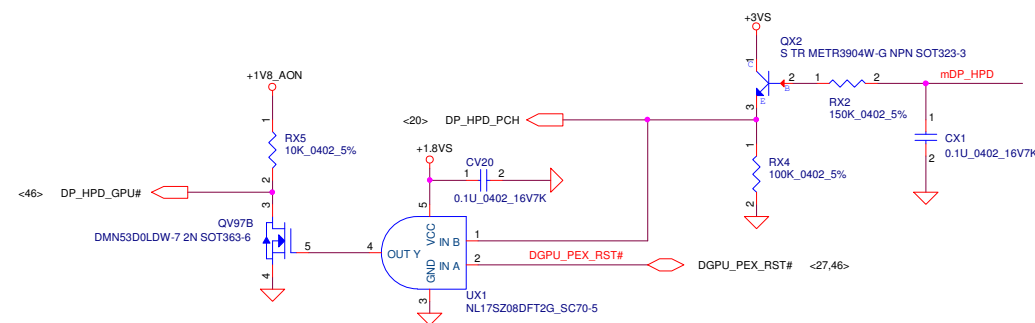 +3VS
QX2
S TR METR3904W-G NPN SOT323-3
1
C
2
B
E
3
1
2
mDP_HPD
RX2
150K_0402_5%
1
CX1
2
0.1U_0402_16V7K
+1V8_AON
1
RX5
10K_0402_5%
2
<20> DP_HPD_PCH
1
RX4
100K_0402_5%
2
+1.8VS
CV20
1 2
0.1U_0402_16V7K
<46> DP_HPD_GPU#
QV97B
DMN53D0LDW-7 2N SOT363-6
3
5
4
4
OUT Y
VCC
5
GND
3
IN B
1
IN A
2
DGPU_PEX_RST#
DGPU_PEX_RST# <27,46>
UX1
NL17SZ08DFT2G_SC70-5